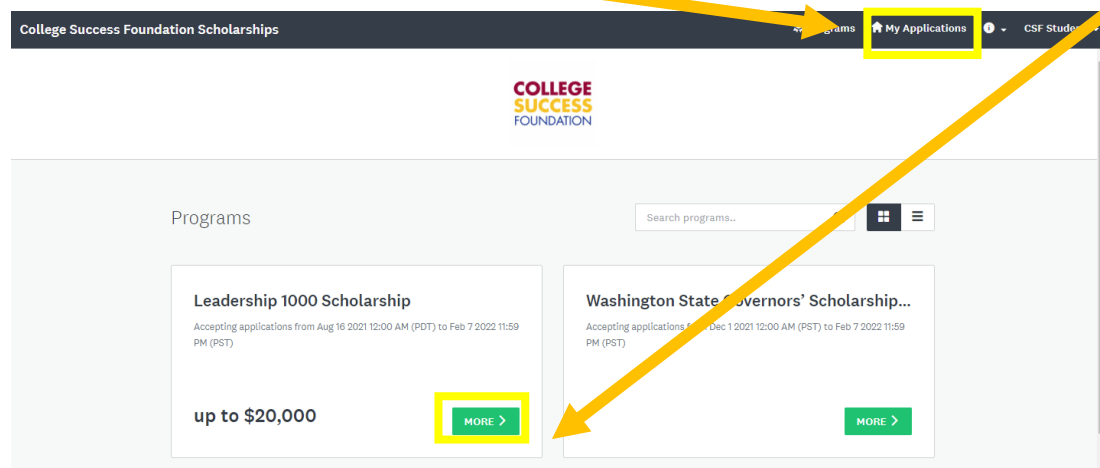 College Success Foundation Scholarships
My Applications
CSF
COLLEGE
SUCCESS
FOUNDATION
Programs
Search programs..
Leadership 1000 Scholarship
Washington State Governors’ Scholarship...
Accepting applications from Aug 16 2021 12:00 AM (PDT) to Feb 7 2022 11:59
PM (PST)
Accepting applications Dec 1 2021 12:00 AM (PST) to Feb 7 2022 11:59
PM (PST)
up to $20,000
MORE
MORE